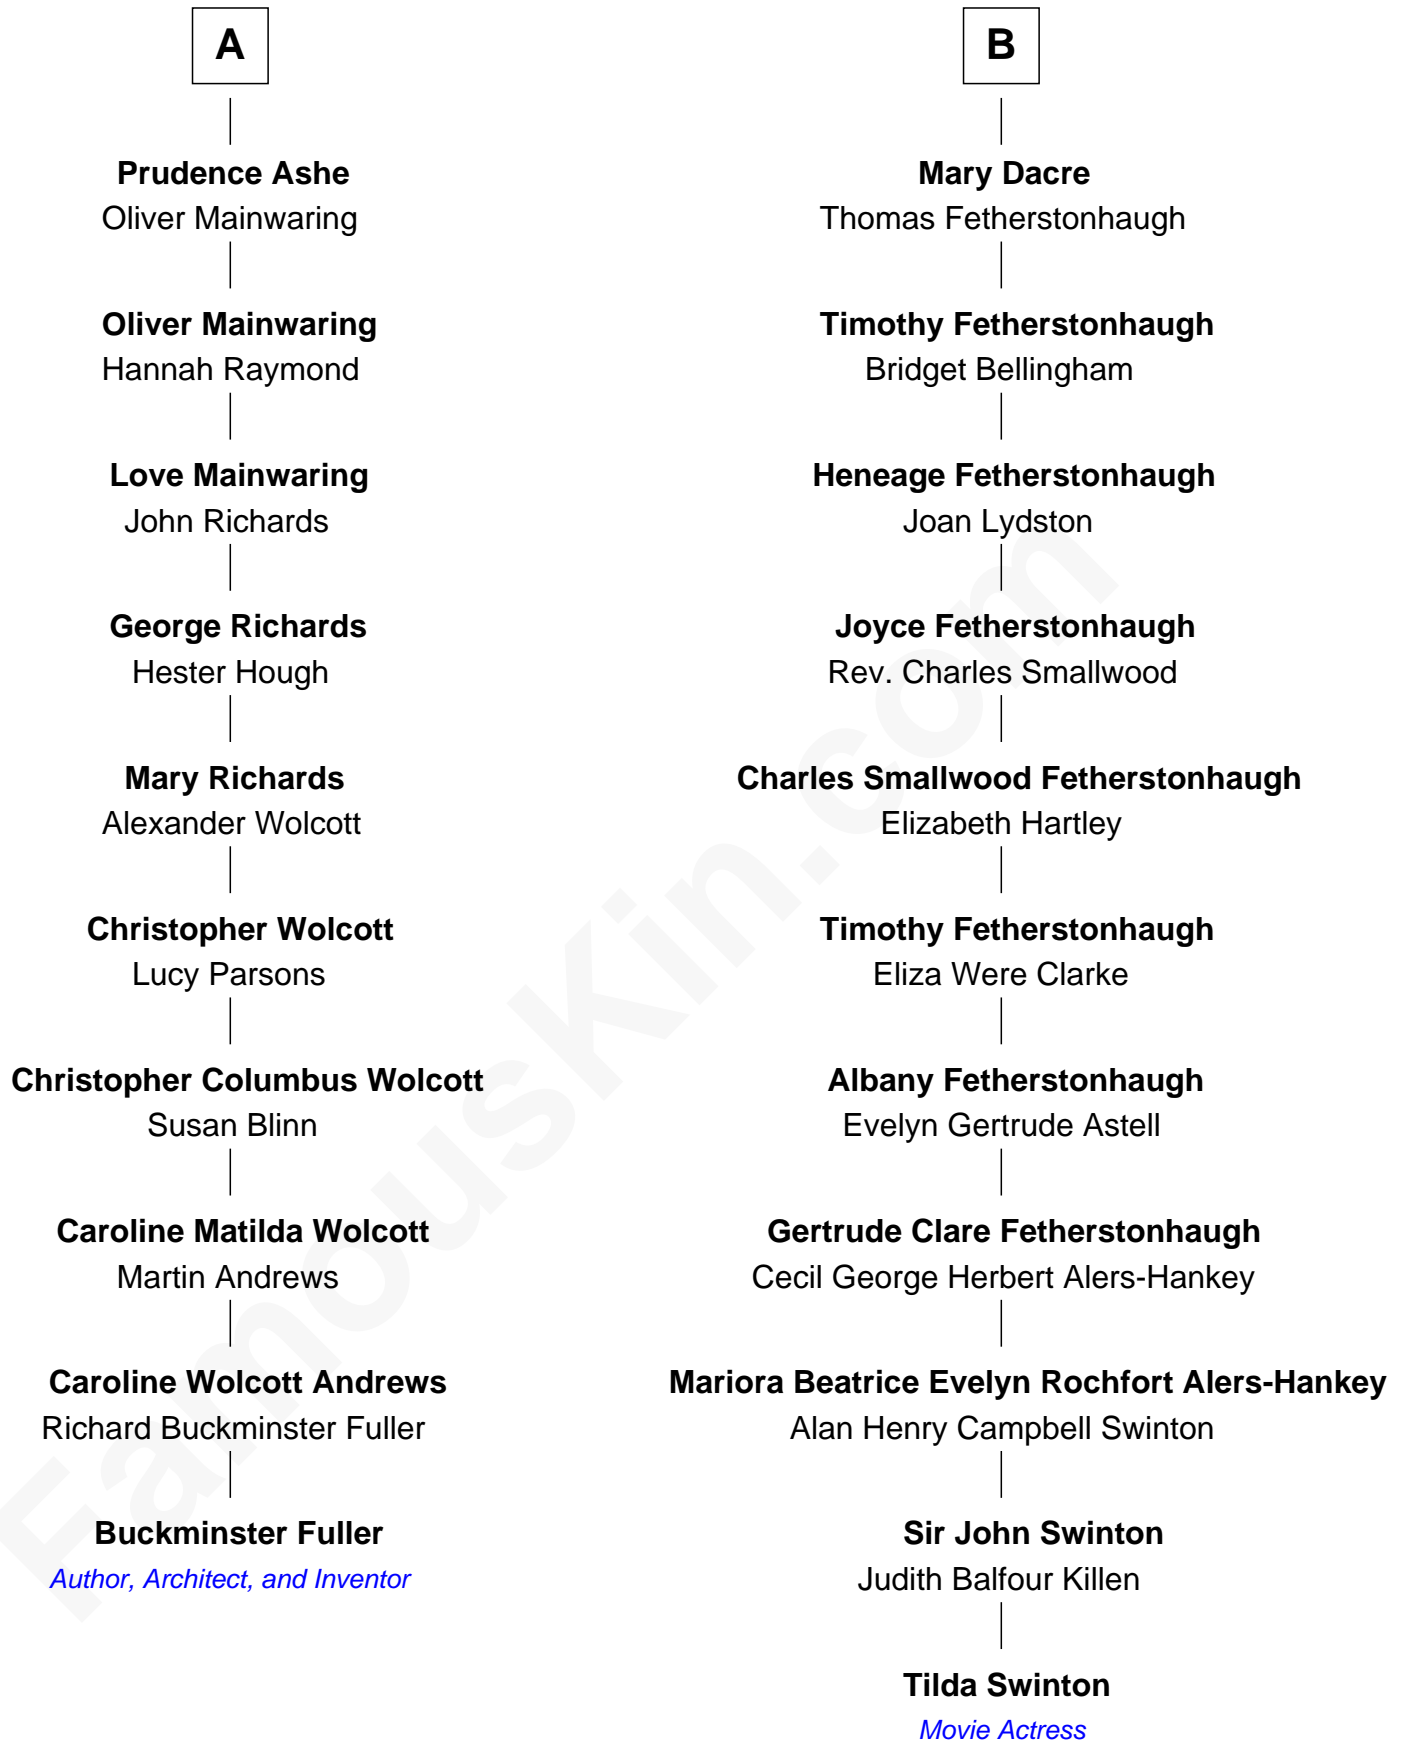 A
Prudence Ashe
Oliver Mainwaring
Oliver Mainwaring
Hannah Raymond
Love Mainwaring
John Richards
George Richards
Hester Hough
Mary Richards
Alexander Wolcott
Christopher Wolcott
Lucy Parsons
Christopher Columbus Wolcott
Susan Blinn
Caroline Matilda Wolcott
Martin Andrews
Caroline Wolcott Andrews
Richard Buckminster Fuller
Buckminster Fuller
Author, Architect, and Inventor
B
Mary Dacre
Thomas Fetherstonhaugh
Timothy Fetherstonhaugh
Bridget Bellingham
Heneage Fetherstonhaugh
Joan Lydston
Joyce Fetherstonhaugh
Rev. Charles Smallwood
Charles Smallwood Fetherstonhaugh
Elizabeth Hartley
Timothy Fetherstonhaugh
Eliza Were Clarke
Albany Fetherstonhaugh
Evelyn Gertrude Astell
Gertrude Clare Fetherstonhaugh
Cecil George Herbert Alers-Hankey
Mariora Beatrice Evelyn Rochfort Alers-Hankey
Alan Henry Campbell Swinton
Sir John Swinton
Judith Balfour Killen
Tilda Swinton
Movie Actress
FamousKin.com